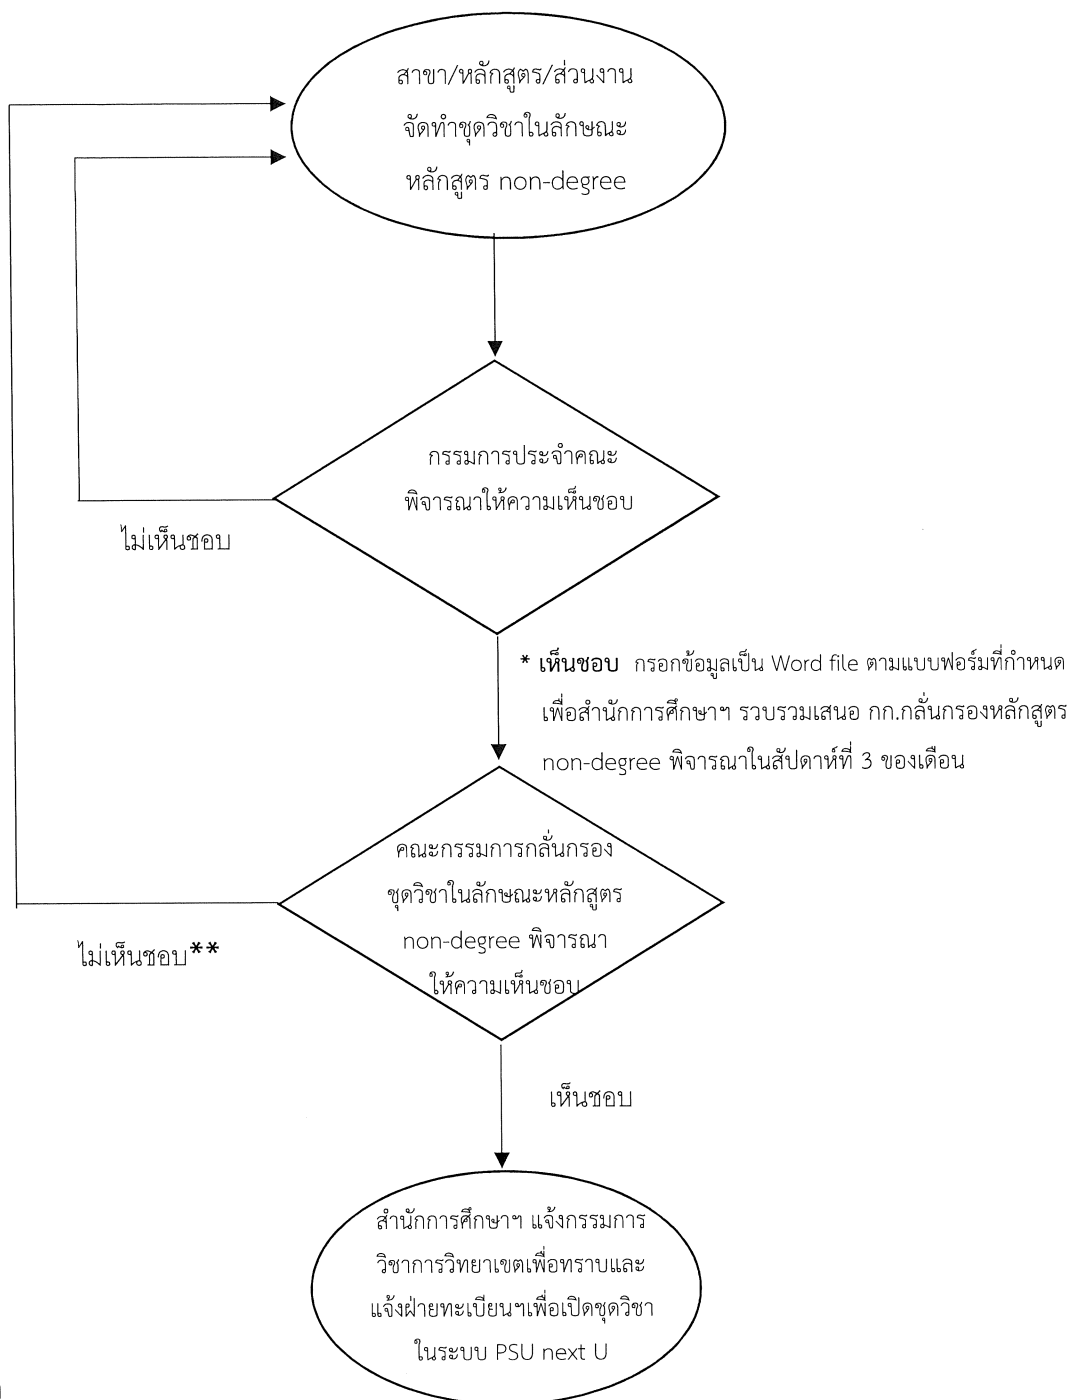 สาขา/หลักสูตร/ส่วนงาน
จัดทำชุดวิชาในลักษณะ
หลักสูตร non-degree
กรรมการประจำคณะ
พิจารณาให้ความเห็นชอบ
ไม่เห็นชอบ
* เห็นชอบ กรอกข้อมูลเป็น Word file ตามแบบฟอร์มที่กำหนด
เพื่อสำนักการศึกษาฯ รวบรวมเสนอ กก.กลั่นกรองหลักสูตร
non-degree พิจารณาในสัปดาห์ที่ 3 ของเดือน
คณะกรรมการกลั่นกรอง
ชุดวิชาในลักษณะหลักสูตร
non-degree พิจารณา
ให้ความเห็นชอบ
ไม่เห็นชอบ**
เห็นชอบ
สำนักการศึกษาฯ แจ้งกรรมการ
วิชาการวิทยาเขตเพื่อทราบและ
แจ้งฝ่ายทะเบียนฯเพื่อเปิดชุดวิชา
ในระบบ PSU next U